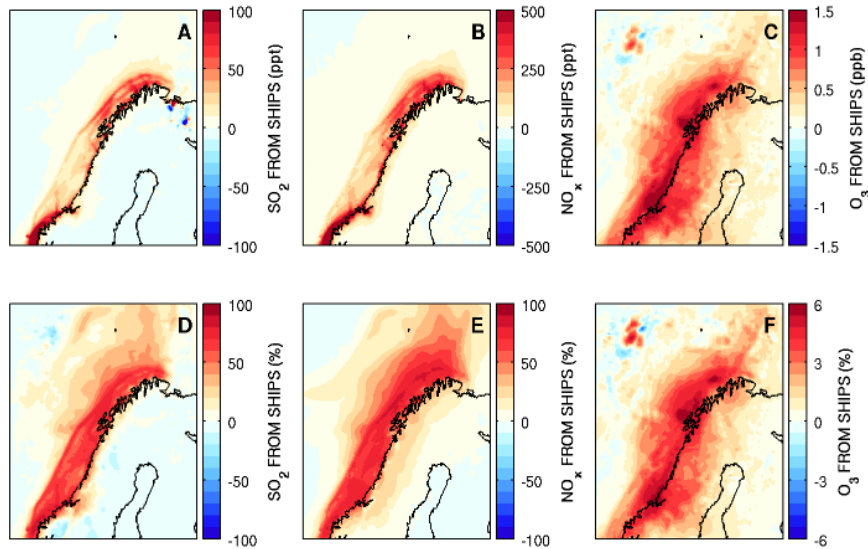 A
100
50
0
-50
-100
SO2 FROM SHIPS (ppt)
B
500
250
0
-250
-500
NOx FROM SHIPS (ppt)
C
1.5
1
0.5
0
-0.5
-1
-1.5
O3 FROM SHIPS (ppb)
D
100
50
0
-50
-100
SO2 FROM SHIPS (%)
E
100
50
0
-50
-100
NOx FROM SHIPS (%)
F
6
3
0
-3
-6
O3 FROM SHIPS (%)